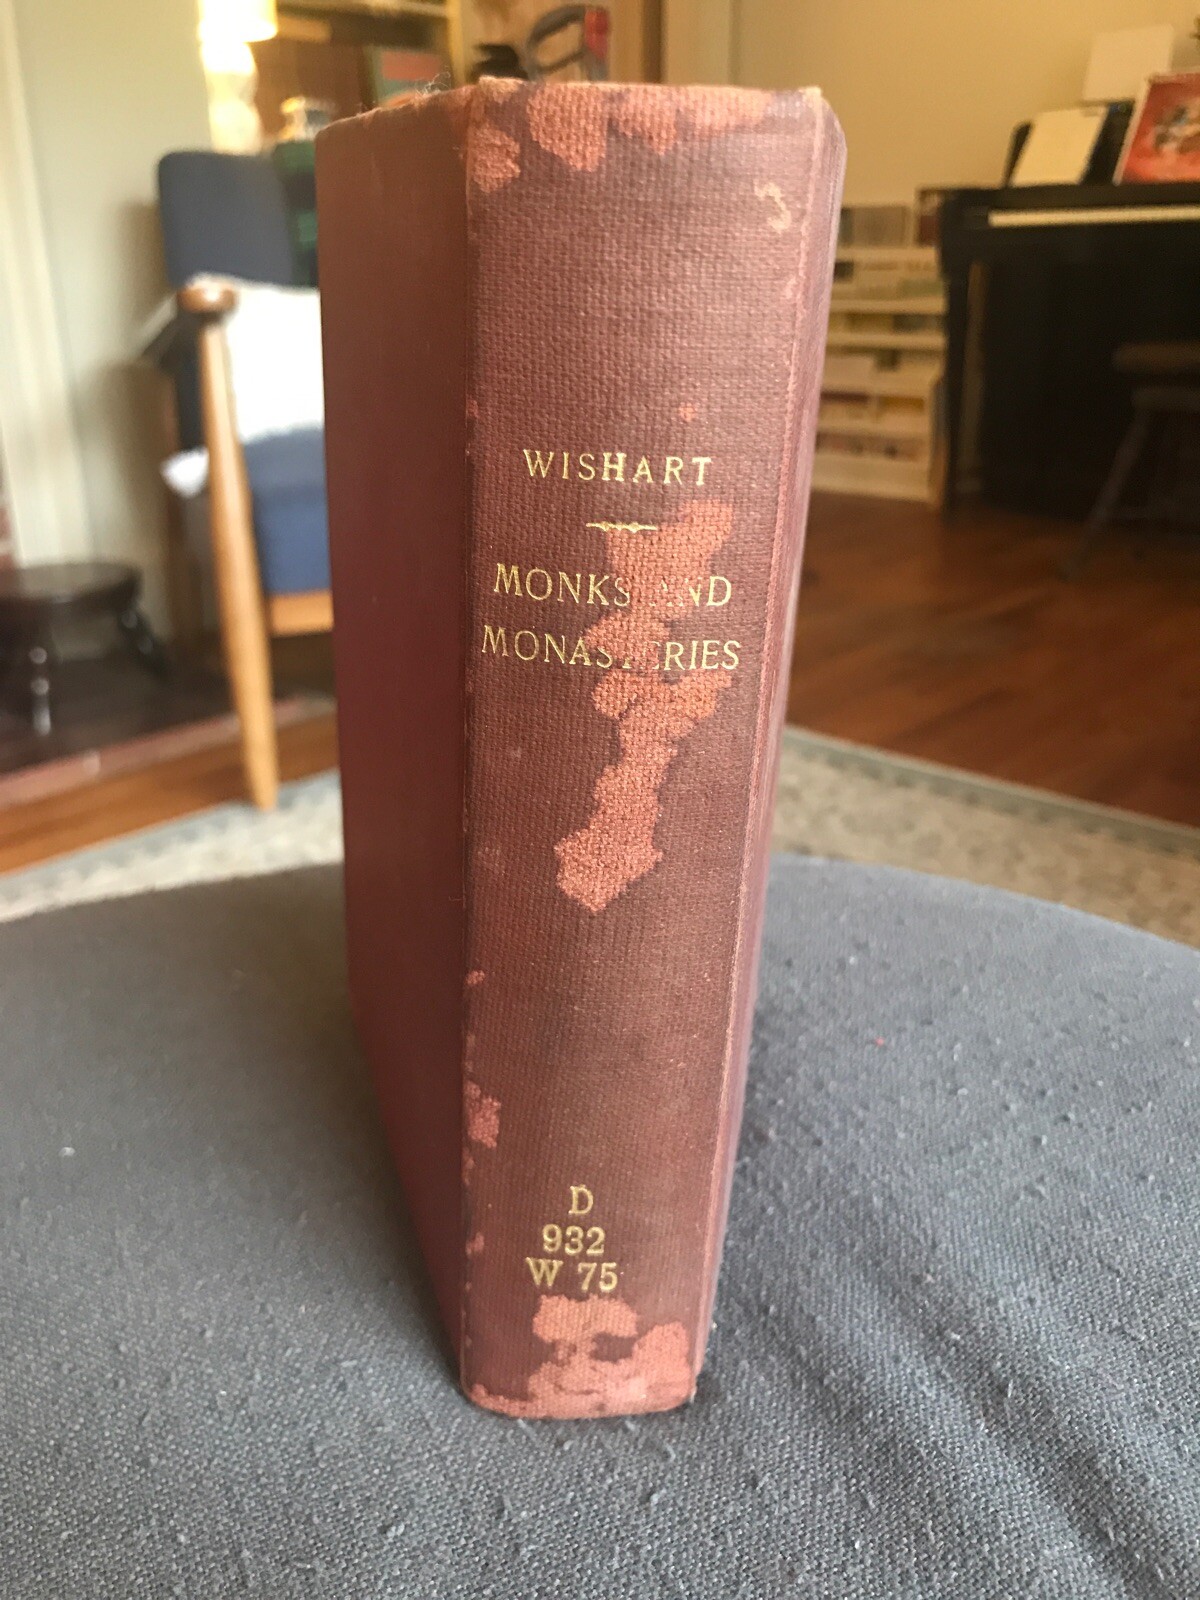 WISHART
MONKS AND
MONASTERIES
D
932
W 75